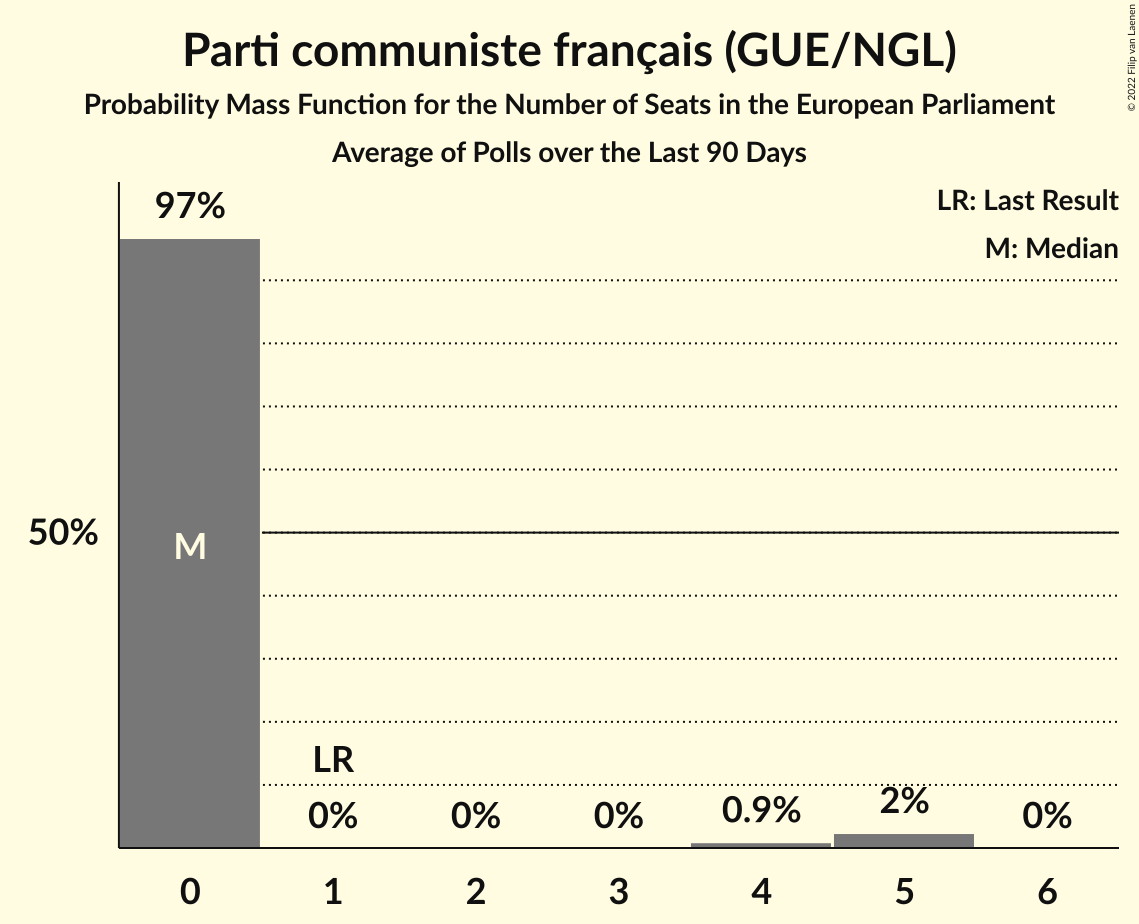 Parti communiste français (GUE/NGL)
Probability Mass Function for the Number of Seats in the European Parliament
Average of Polls over the Last 90 Days
© 2022 Filip van Laenen
LR: Last Result
M: Median
97%
50%
M
LR
0%
0%
0%
0.9%
2%
0%
0
1
2
3
4
5
6